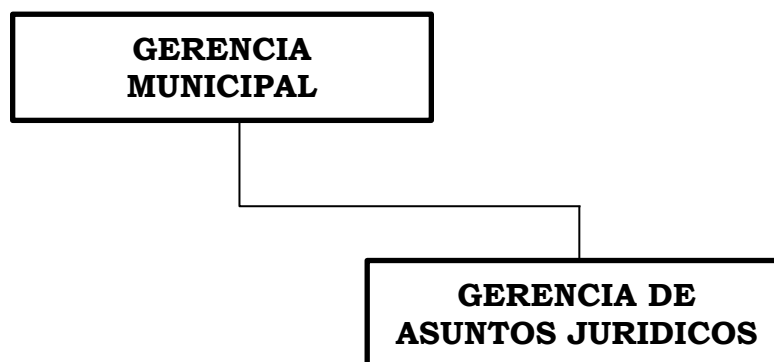 GERENCIA
MUNICIPAL
GERENCIA DE
ASUNTOS JURIDICOS